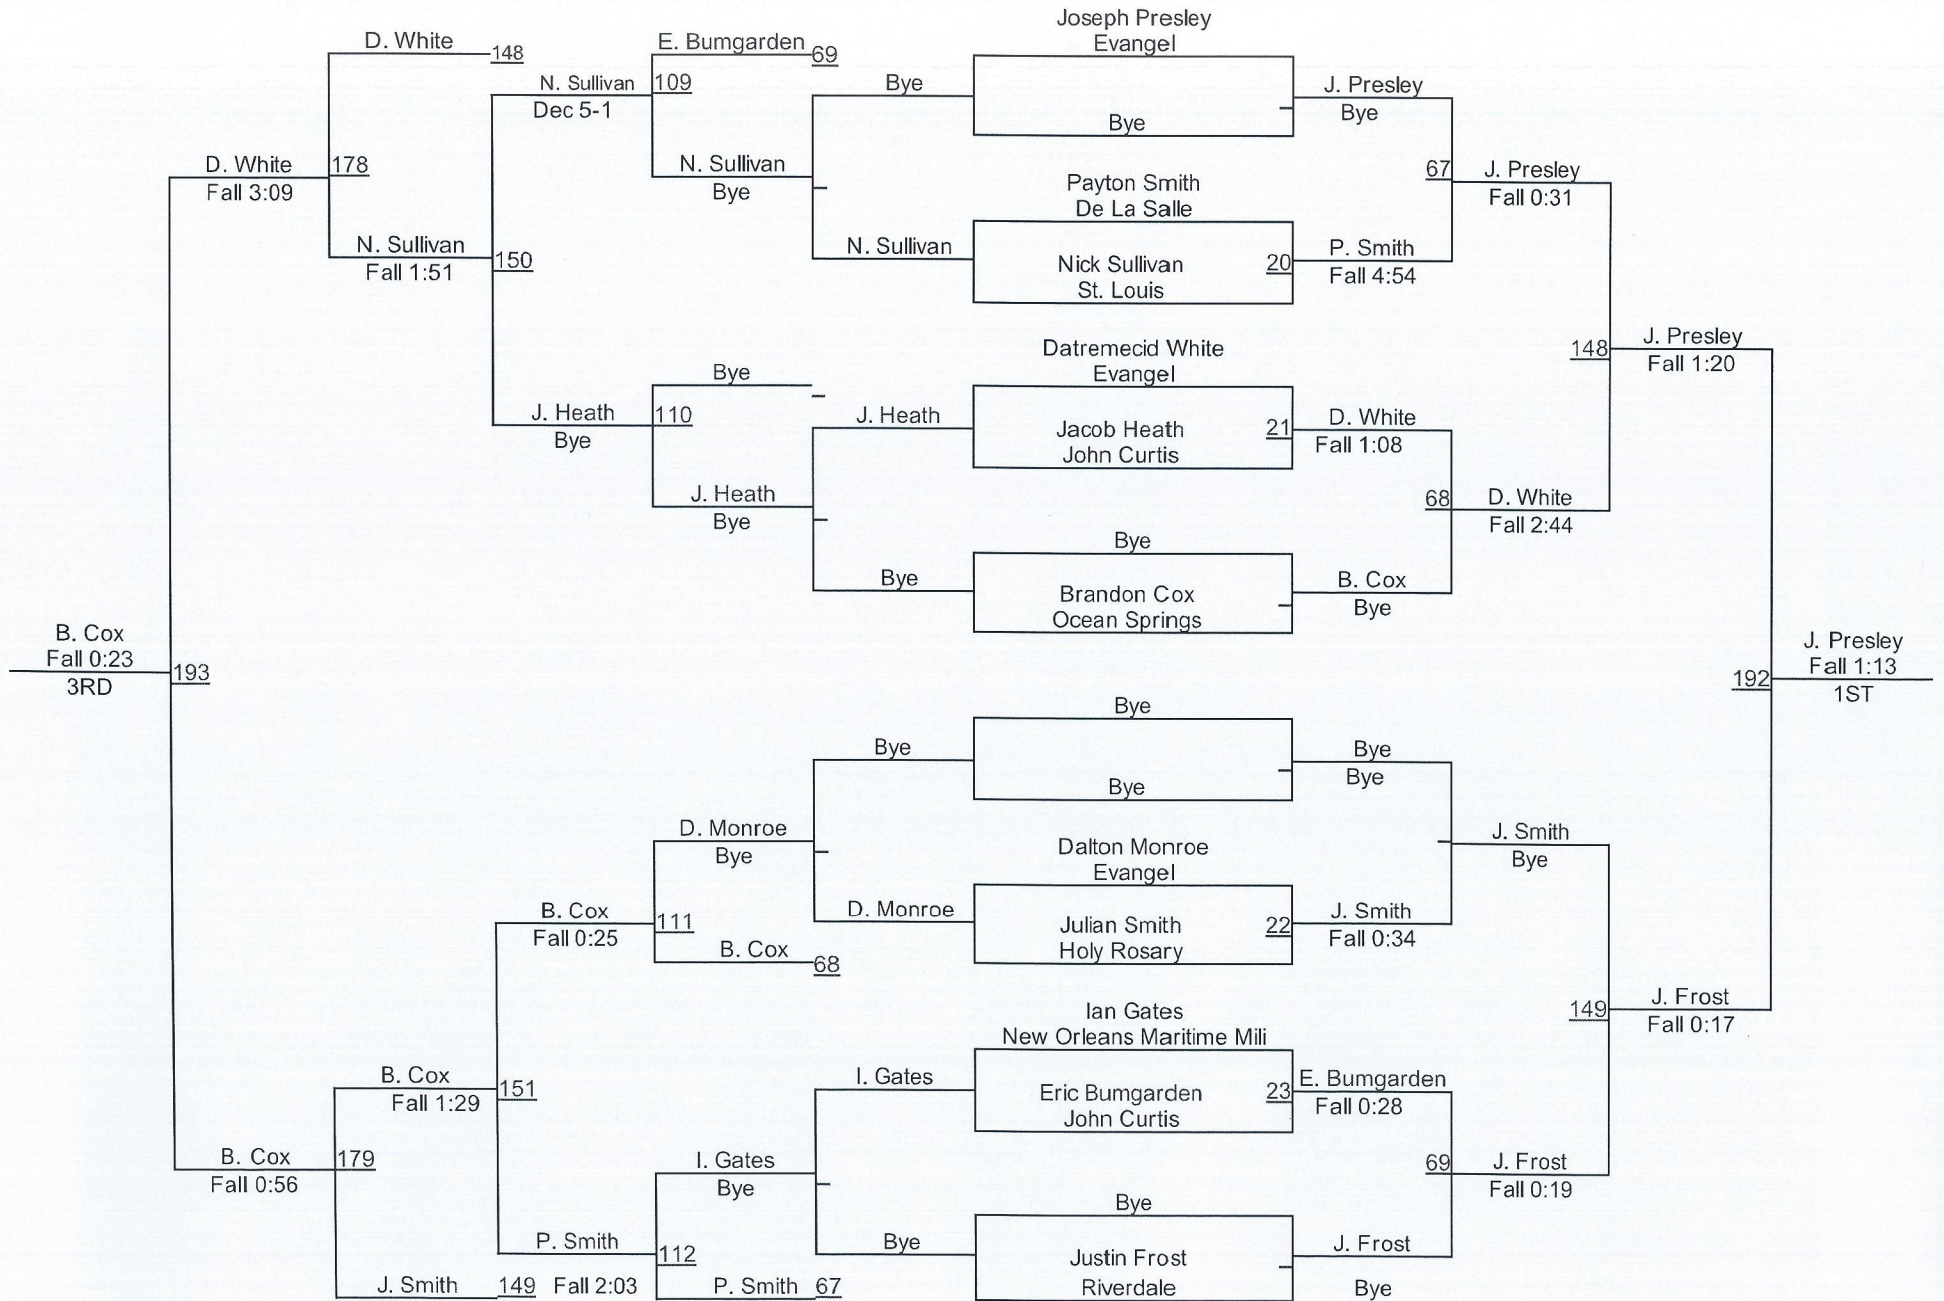 Joseph Presley
Evangel
D. White
148
E. Bumgarden
69
N. Sullivan
109
Dec 5-1
Bye
J. Presley
Bye
Bye
D. White
178
Fall 3:09
N. Sullivan
Bye
Payton Smith
De La Salle
67
J. Presley
Fall 0:31
N. Sullivan
150
Fall 1:51
N. Sullivan
Nick Sullivan
20
St. Louis
P. Smith
Fall 4:54
Datremecid White
Evangel
148
J. Presley
Fall 1:20
Bye
J. Heath
110
Bye
J. Heath
Jacob Heath
21
John Curtis
D. White
Fall 1:08
J. Heath
Bye
68
D. White
Fall 2:44
Bye
Bye
Brandon Cox
Ocean Springs
B. Cox
Bye
B. Cox
Fall 0:23
193
3RD
J. Presley
Fall 1:13
192
1ST
Bye
Bye
Bye
Bye
Bye
D. Monroe
Bye
Dalton Monroe
Evangel
J. Smith
Bye
B. Cox
111
Fall 0:25
D. Monroe
Julian Smith
22
Holy Rosary
J. Smith
Fall 0:34
B. Cox
68
Ian Gates
New Orleans Maritime Mili
149
J. Frost
Fall 0:17
B. Cox
151
Fall 1:29
I. Gates
Eric Bumgarden
23
John Curtis
E. Bumgarden
Fall 0:28
B. Cox
179
Fall 0:56
I. Gates
Bye
69
J. Frost
Fall 0:19
Bye
P. Smith
112
Fall 2:03
Bye
Justin Frost
Riverdale
J. Frost
Bye
J. Smith
149
P. Smith
67